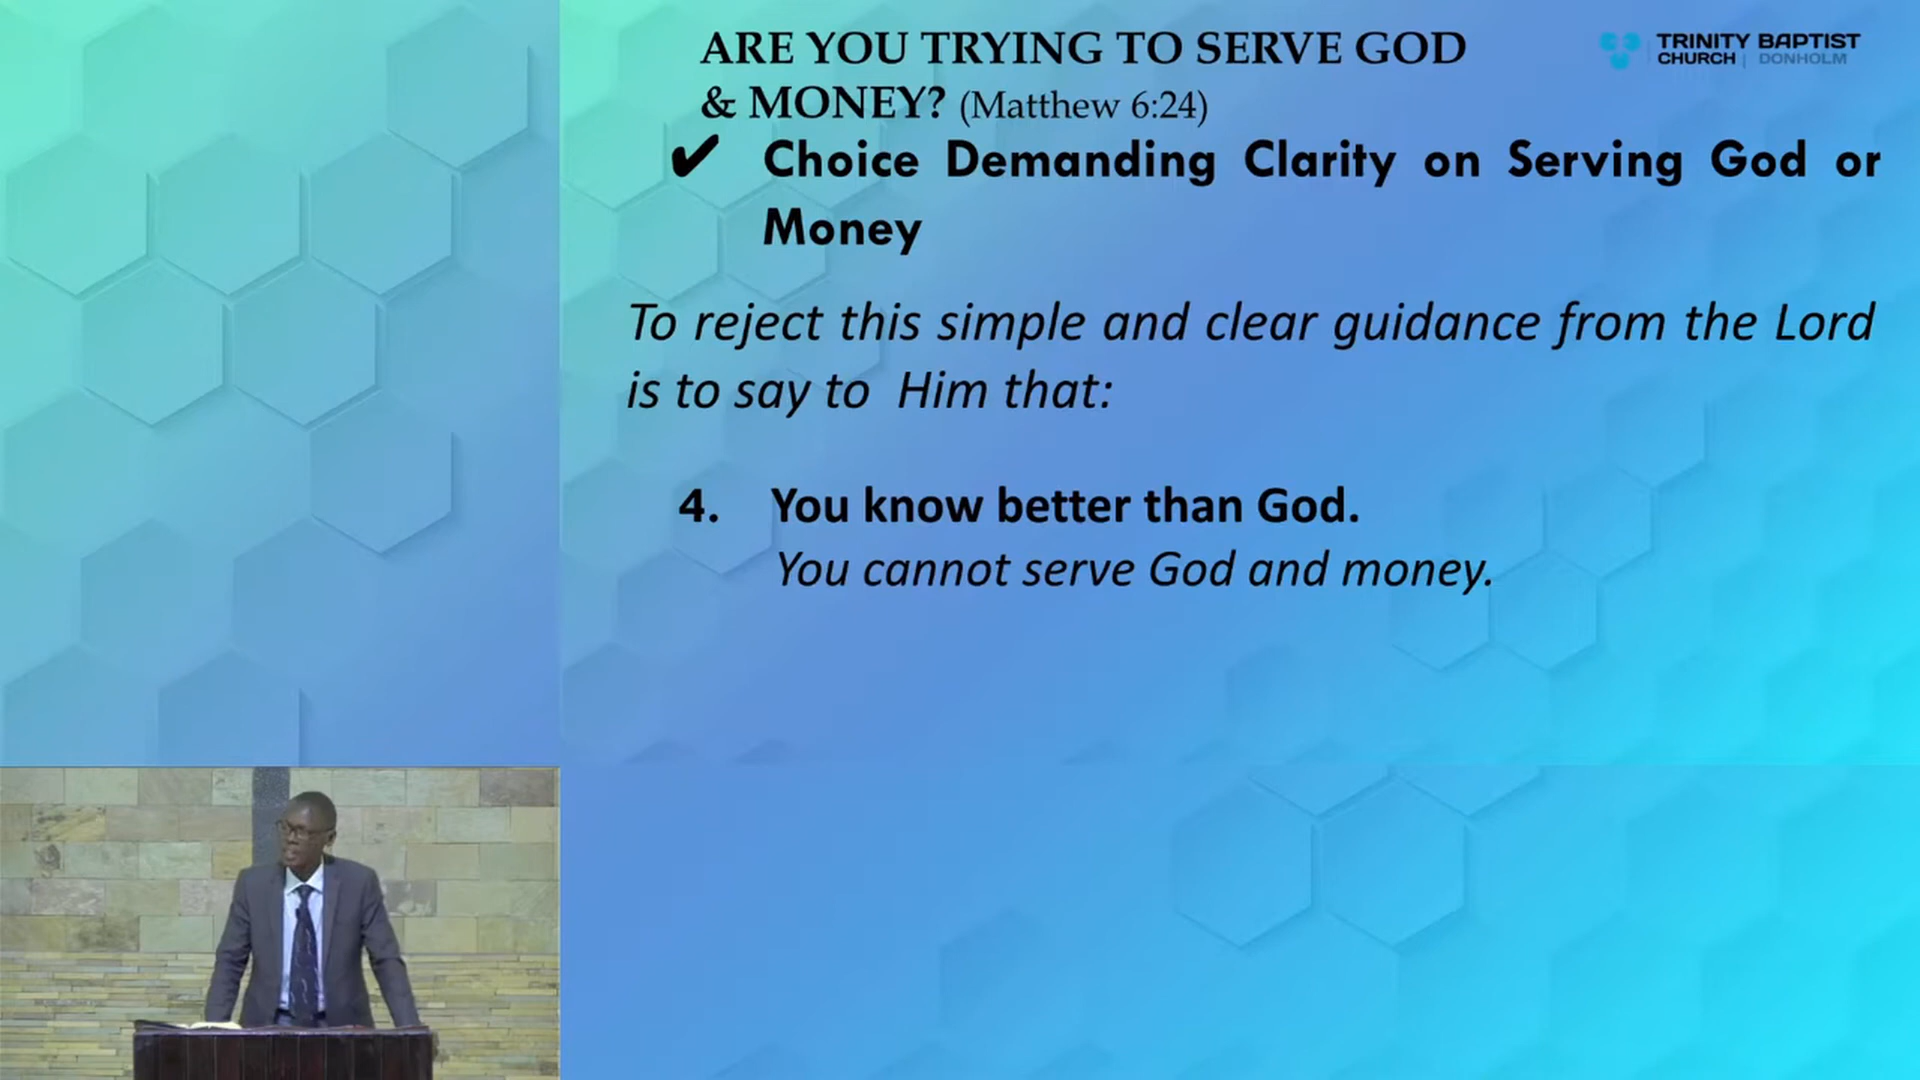 ARE YOU TRYING TO SERVE GOD
& MONEY? (Matthew 6:24)
TRINITY BAPTIST
CHURCH | DONHOLM
✔ Choice Demanding Clarity on Serving God or
Money
To reject this simple and clear guidance from the Lord
is to say to Him that:
4. You know better than God.
You cannot serve God and money.